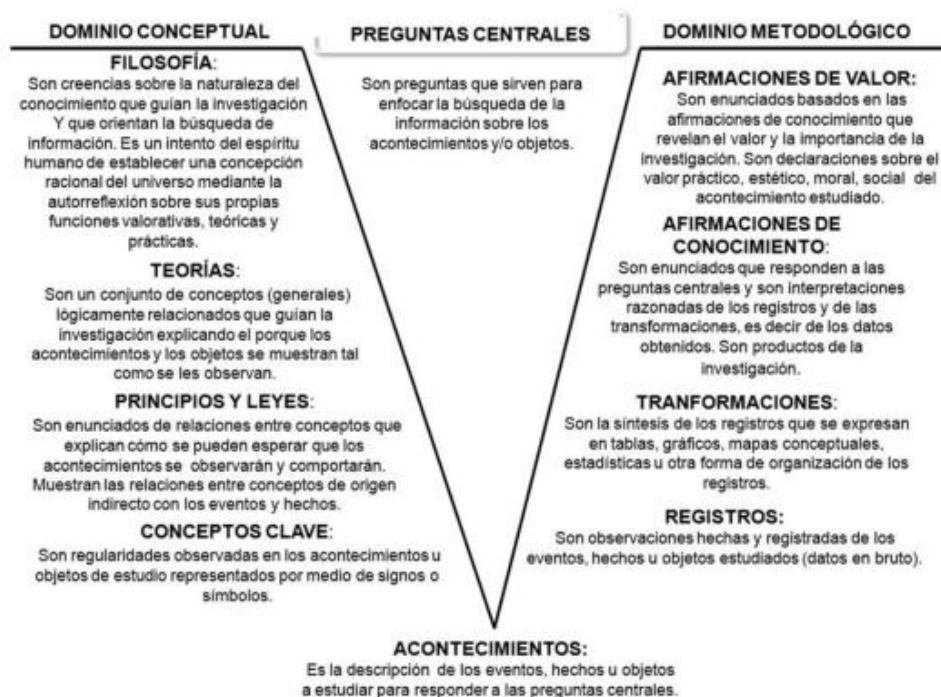 DOMINIO CONCEPTUAL
FILOSOFÍA:
Son creencias sobre la naturaleza del
conocimiento que guían la investigación
Y que orientan la búsqueda de
información. Es un intento del espíritu
humano de establecer una concepción
racional del universo mediante la
autorreflexión sobre sus propias
funciones valorativas, teóricas y
prácticas.
TEORÍAS:
Son un conjunto de conceptos (generales)
lógicamente relacionados que guían la
investigación explicando el porque los
acontecimientos y los objetos se muestran tal
como se les observan.
PRINCIPIOS Y LEYES:
Son enunciados de relaciones entre conceptos que
explican cómo se pueden esperar que los
acontecimientos se observarán y comportarán.
Muestran las relaciones entre conceptos de origen
indirecto con los eventos y hechos.
CONCEPTOS CLAVE:
Son regularidades observadas en los acontecimientos u
objetos de estudio representados por medio de signos o
símbolos.
PREGUNTAS CENTRALES
Son preguntas que sirven para
enfocar la búsqueda de la
información sobre los
acontecimientos y/o objetos.
DOMINIO METODOLÓGICO
AFIRMACIONES DE VALOR:
Son enunciados basados en las
afirmaciones de conocimiento que
revelan el valor y la importancia de la
investigación. Son declaraciones sobre el
valor práctico, estético, moral, social del
acontecimiento estudiado.
AFIRMACIONES DE
CONOCIMIENTO:
Son enunciados que responden a las
preguntas centrales y son interpretaciones
razonadas de los registros y de las
transformaciones, es decir de los datos
obtenidos. Son productos de la
investigación.
TRANFORMACIONES:
Son la síntesis de los registros que se expresan
en tablas, gráficos, mapas conceptuales,
estadísticas u otra forma de organización de los
registros.
REGISTROS:
Son observaciones hechas y registradas de los
eventos, hechos u objetos estudiados (datos en bruto).
ACONTECIMIENTOS:
Es la descripción de los eventos, hechos u objetos
a estudiar para responder a las preguntas centrales.